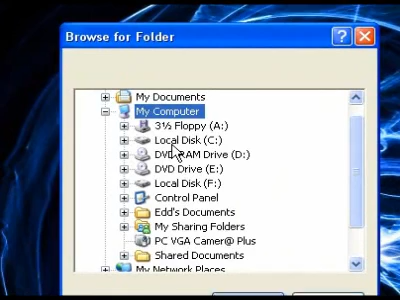 Browse for Folder
My Documents
My Computer
3½ Floppy (A:)
Local Disk (C:)
DVD-RAM Drive (D:)
DVD Drive (E:)
Local Disk (F:)
Control Panel
Edd's Documents
My Sharing Folders
PC VGA Camer@ Plus
Shared Documents
My Network Places